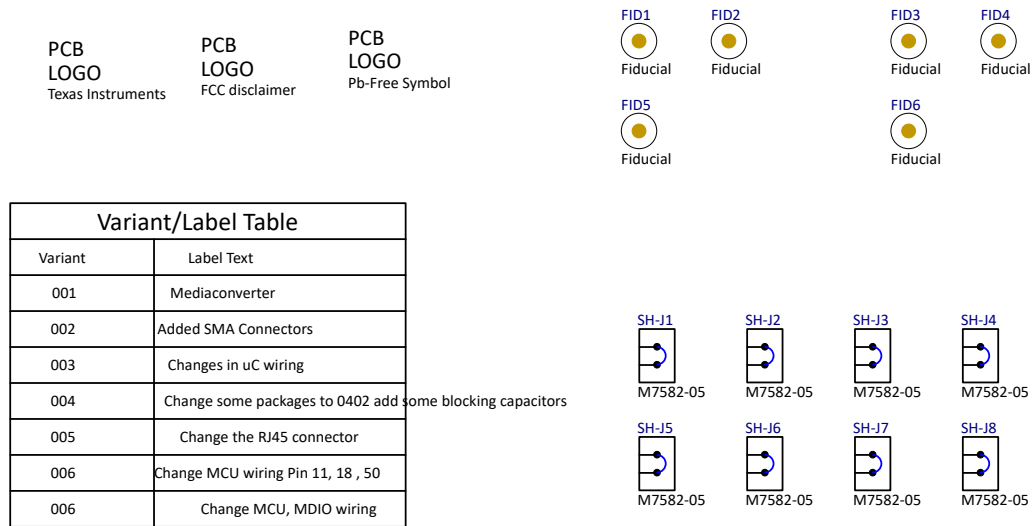 FID1 FID2 FID3 FID4
PCB PCB PCB
LOGO LOGO LOGO
Texas Instruments FCC disclaimer Pb-Free Symbol
Fiducial Fiducial Fiducial Fiducial
FID5 FID6
Fiducial Fiducial
Variant/Label Table
Variant Label Text
001 Mediaconverter
002 Added SMA Connectors
003 Changes in uC wiring
004 Change some packages to 0402 add some blocking capacitors
005 Change the RJ45 connector
006 Change MCU wiring Pin 11, 18 , 50
006 Change MCU, MDIO wiring
SH-J1 SH-J2 SH-J3 SH-J4
M7582-05 M7582-05 M7582-05 M7582-05
SH-J5 SH-J6 SH-J7 SH-J8
M7582-05 M7582-05 M7582-05 M7582-05